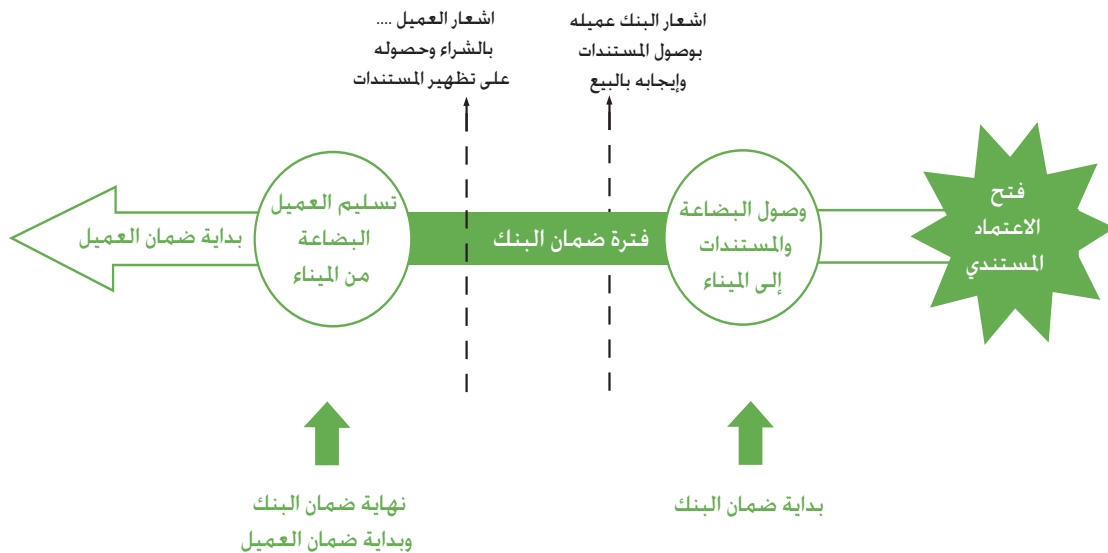 اشعار البنك عميله
بوصول المستندات
وإيجابه بالبيع
اشعار العميل ....
بالشراء وحصوله
على تظهير المستندات
فتح
الاعتماد
المستندي
وصول البضاعة
والمستندات
إلى الميناء
فترة ضمان البنك
تسليم العميل
البضاعة
من الميناء
بداية ضمان العميل
بداية ضمان البنك
نهاية ضمان البنك
وبداية ضمان العميل